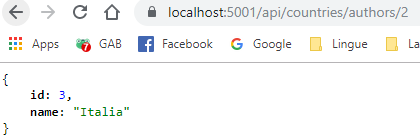 localhost:5001/api/countries/authors/2
Apps GAB Facebook Google Lingue La
{
id: 3,
name: "Italia"
}